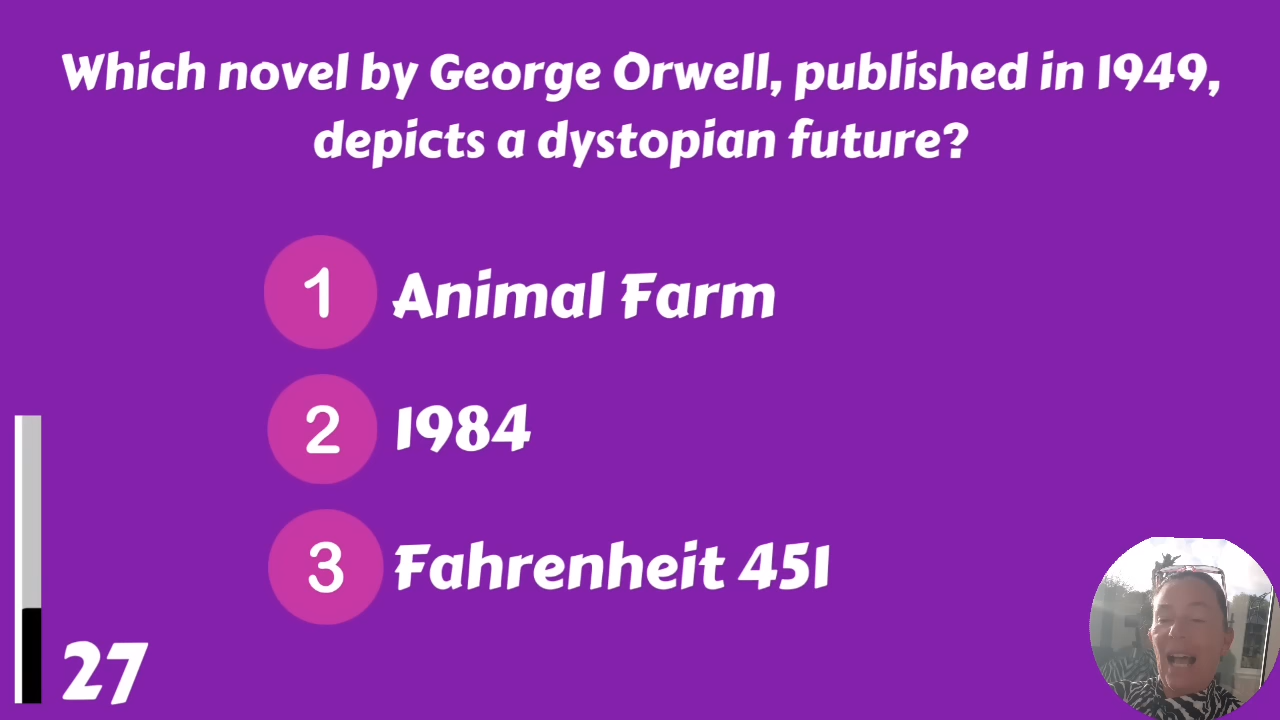 Which novel by George Orwell, published in 1949,
depicts a dystopian future?
1 Animal Farm
2 1984
3 Fahrenheit 451
27